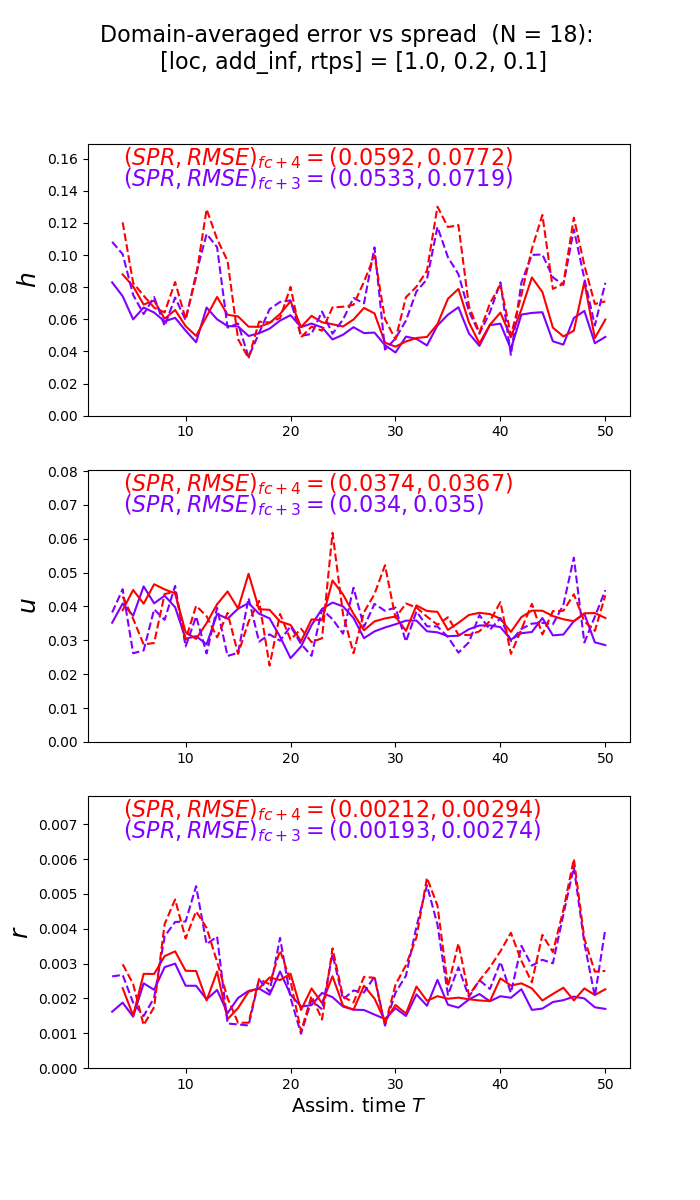 Domain-averaged error vs spread (N = 18):
[loc, add_inf, rtps] = [1.0, 0.2, 0.1]
(SPR, RMSE)fc+4 = (0.0592, 0.0772)
(SPR, RMSE)fc+3 = (0.0533, 0.0719)
0.16
0.14
0.12
0.10
0.08
0.06
0.04
0.02
0.00
h
10 20 30 40 50
(SPR, RMSE)fc+4 = (0.0374, 0.0367)
(SPR, RMSE)fc+3 = (0.034, 0.035)
0.08
0.07
0.06
0.05
0.04
0.03
0.02
0.01
0.00
u
10 20 30 40 50
(SPR, RMSE)fc+4 = (0.00212, 0.00294)
(SPR, RMSE)fc+3 = (0.00193, 0.00274)
0.007
0.006
0.005
0.004
0.003
0.002
0.001
0.000
r
10 20 30 40 50
Assim. time T